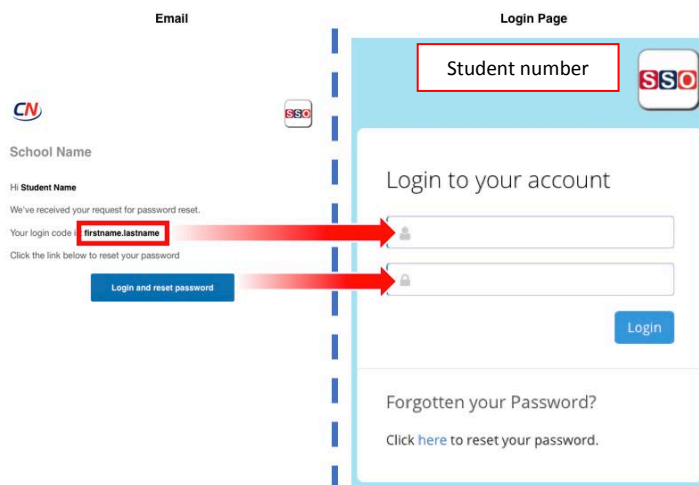 Email
CN
SSO
School Name
Hi Student Name
We've received your request for password reset.
Your login code is firstname.lastname
Click the link below to reset your password
Login and reset password
Login Page
Student number
SSO
Login to your account
Login
Forgotten your Password?
Click here to reset your password.